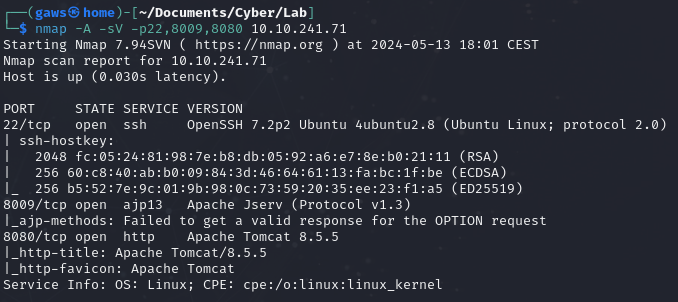 ┌──(gaws㉿home)-[~/Documents/Cyber/Lab]
└─$ nmap -A -sV -p22,8009,8080 10.10.241.71
Starting Nmap 7.94SVN ( https://nmap.org ) at 2024-05-13 18:01 CEST
Nmap scan report for 10.10.241.71
Host is up (0.030s latency).

PORT     STATE SERVICE VERSION
22/tcp   open  ssh     OpenSSH 7.2p2 Ubuntu 4ubuntu2.8 (Ubuntu Linux; protocol 2.0)
| ssh-hostkey:
|   2048 fc:05:24:81:98:7e:b8:db:05:92:a6:e7:8e:b0:21:11 (RSA)
|   256 60:c8:40:ab:b0:09:84:3d:46:64:61:13:fa:bc:1f:be (ECDSA)
|_  256 b5:52:7e:9c:01:9b:98:0c:73:59:20:35:ee:23:f1:a5 (ED25519)
8009/tcp open  ajp13   Apache Jserv (Protocol v1.3)
|_ajp-methods: Failed to get a valid response for the OPTION request
8080/tcp open  http    Apache Tomcat 8.5.5
|_http-title: Apache Tomcat/8.5.5
|_http-favicon: Apache Tomcat
Service Info: OS: Linux; CPE: cpe:/o:linux:linux_kernel